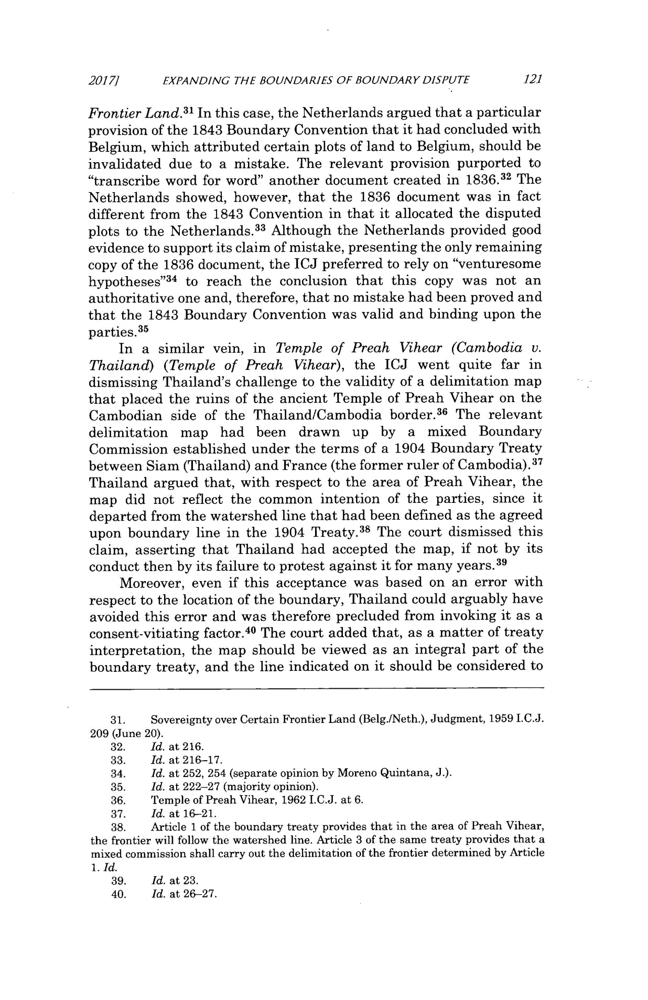 2017] EXPANDING THE BOUNDARIES OF BOUNDARY DISPUTE 121
Frontier Land.31 In this case, the Netherlands argued that a particular
provision of the 1843 Boundary Convention that it had concluded with
Belgium, which attributed certain plots of land to Belgium, should be
invalidated due to a mistake. The relevant provision purported to
“transcribe word for word” another document created in 1836.32 The
Netherlands showed, however, that the 1836 document was in fact
different from the 1843 Convention in that it allocated the disputed
plots to the Netherlands.33 Although the Netherlands provided good
evidence to support its claim of mistake, presenting the only remaining
copy of the 1836 document, the ICJ preferred to rely on “venturesome
hypotheses”34 to reach the conclusion that this copy was not an
authoritative one and, therefore, that no mistake had been proved and
that the 1843 Boundary Convention was valid and binding upon the
parties.35
In a similar vein, in Temple of Preah Vihear (Cambodia v.
Thailand) (Temple of Preah Vihear), the ICJ went quite far in
dismissing Thailand’s challenge to the validity of a delimitation map
that placed the ruins of the ancient Temple of Preah Vihear on the
Cambodian side of the Thailand/Cambodia border.36 The relevant
delimitation map had been drawn up by a mixed Boundary
Commission established under the terms of a 1904 Boundary Treaty
between Siam (Thailand) and France (the former ruler of Cambodia).37
Thailand argued that, with respect to the area of Preah Vihear, the
map did not reflect the common intention of the parties, since it
departed from the watershed line that had been defined as the agreed
upon boundary line in the 1904 Treaty.38 The court dismissed this
claim, asserting that Thailand had accepted the map, if not by its
conduct then by its failure to protest against it for many years.39
Moreover, even if this acceptance was based on an error with
respect to the location of the boundary, Thailand could arguably have
avoided this error and was therefore precluded from invoking it as a
consent-vitiating factor.40 The court added that, as a matter of treaty
interpretation, the map should be viewed as an integral part of the
boundary treaty, and the line indicated on it should be considered to
31. Sovereignty over Certain Frontier Land (Belg./Neth.), Judgment, 1959 I.C.J.
209 (June 20).
32. Id. at 216.
33. Id. at 216–17.
34. Id. at 252, 254 (separate opinion by Moreno Quintana, J.).
35. Id. at 222–27 (majority opinion).
36. Temple of Preah Vihear, 1962 I.C.J. at 6.
37. Id. at 16–21.
38. Article 1 of the boundary treaty provides that in the area of Preah Vihear,
the frontier will follow the watershed line. Article 3 of the same treaty provides that a
mixed commission shall carry out the delimitation of the frontier determined by Article
1. Id.
39. Id. at 23.
40. Id. at 26–27.